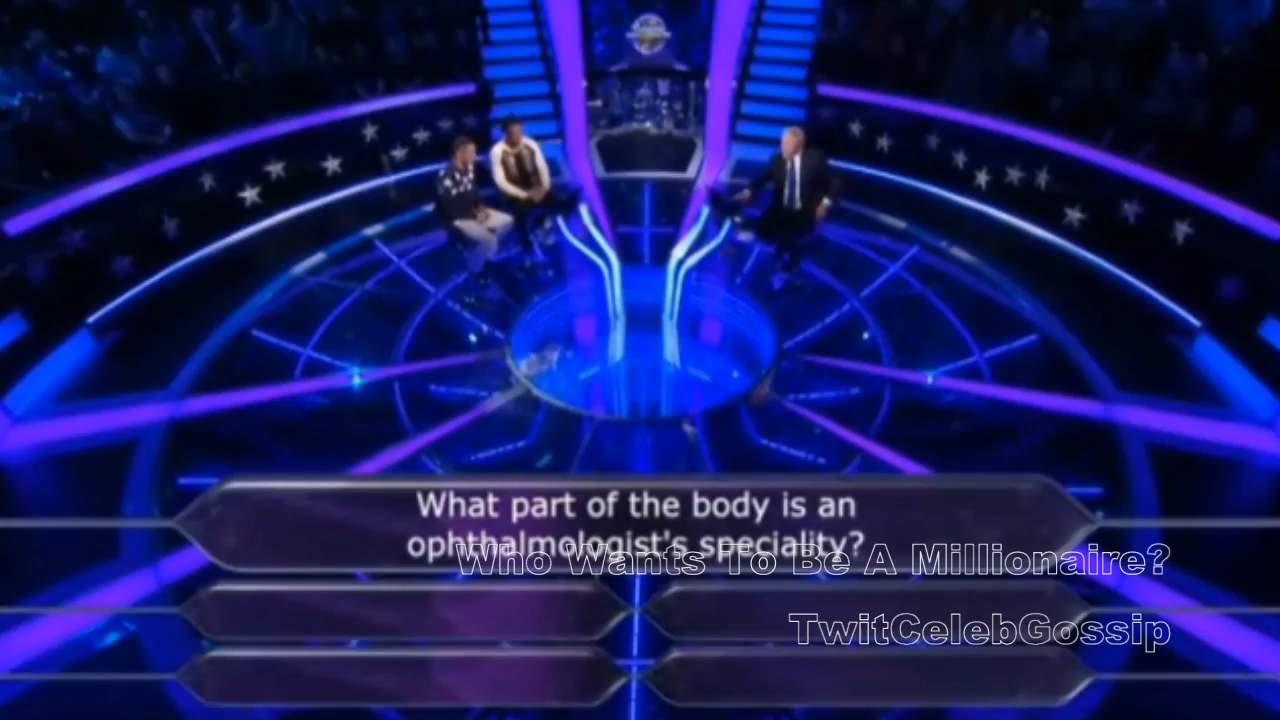 What part of the body is an
ophthalmologist's speciality?
Who Wants To Be A Millionaire?
TwitCelebGossip